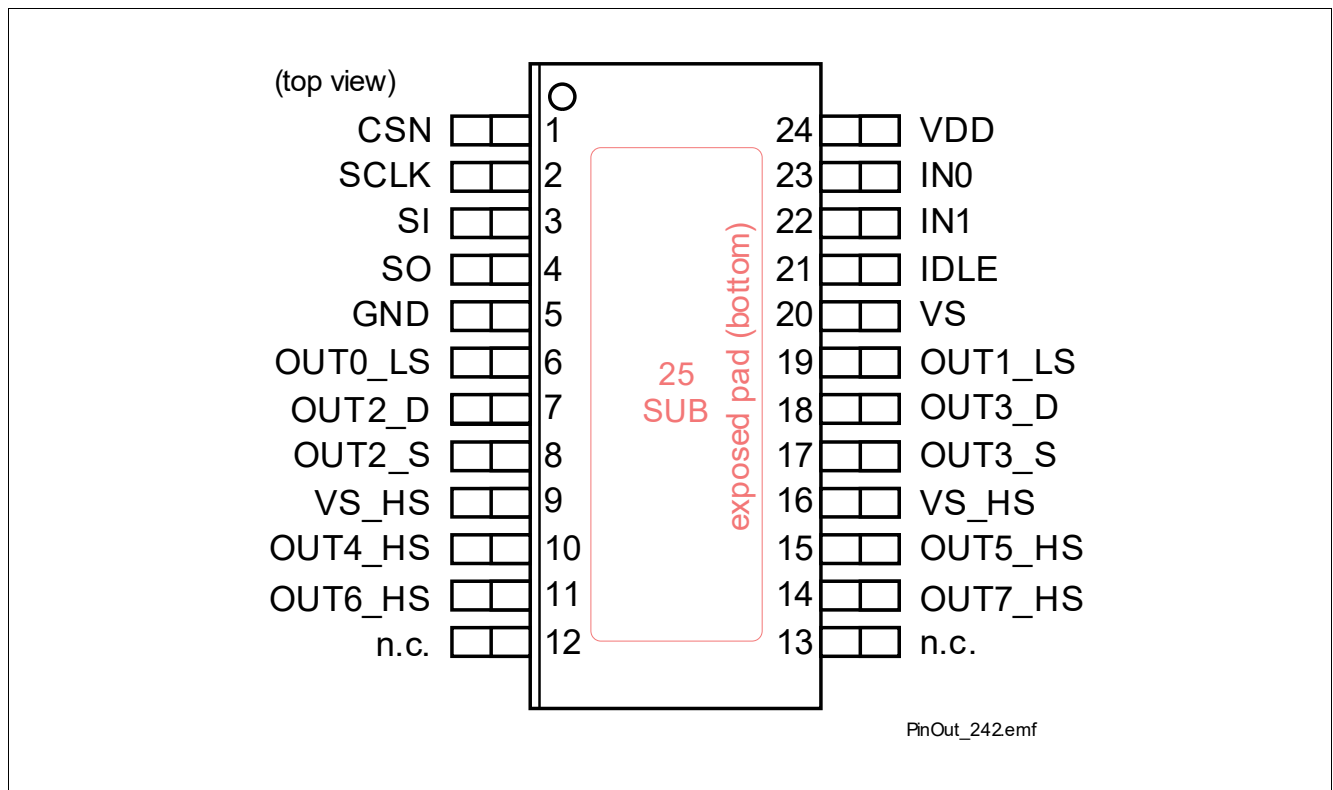 (top view)
CSN 1 24 VDD
SCLK 2 23 IN0
SI 3 22 IN1
SO 4 21 IDLE
GND 5 20 VS
OUT0_LS 6 19 OUT1_LS
OUT2_D 7 18 OUT3_D
OUT2_S 8 17 OUT3_S
VS_HS 9 16 VS_HS
OUT4_HS 10 15 OUT5_HS
OUT6_HS 11 14 OUT7_HS
n.c. 12 13 n.c.
25
SUB
exposed pad (bottom)
PinOut_242.emf